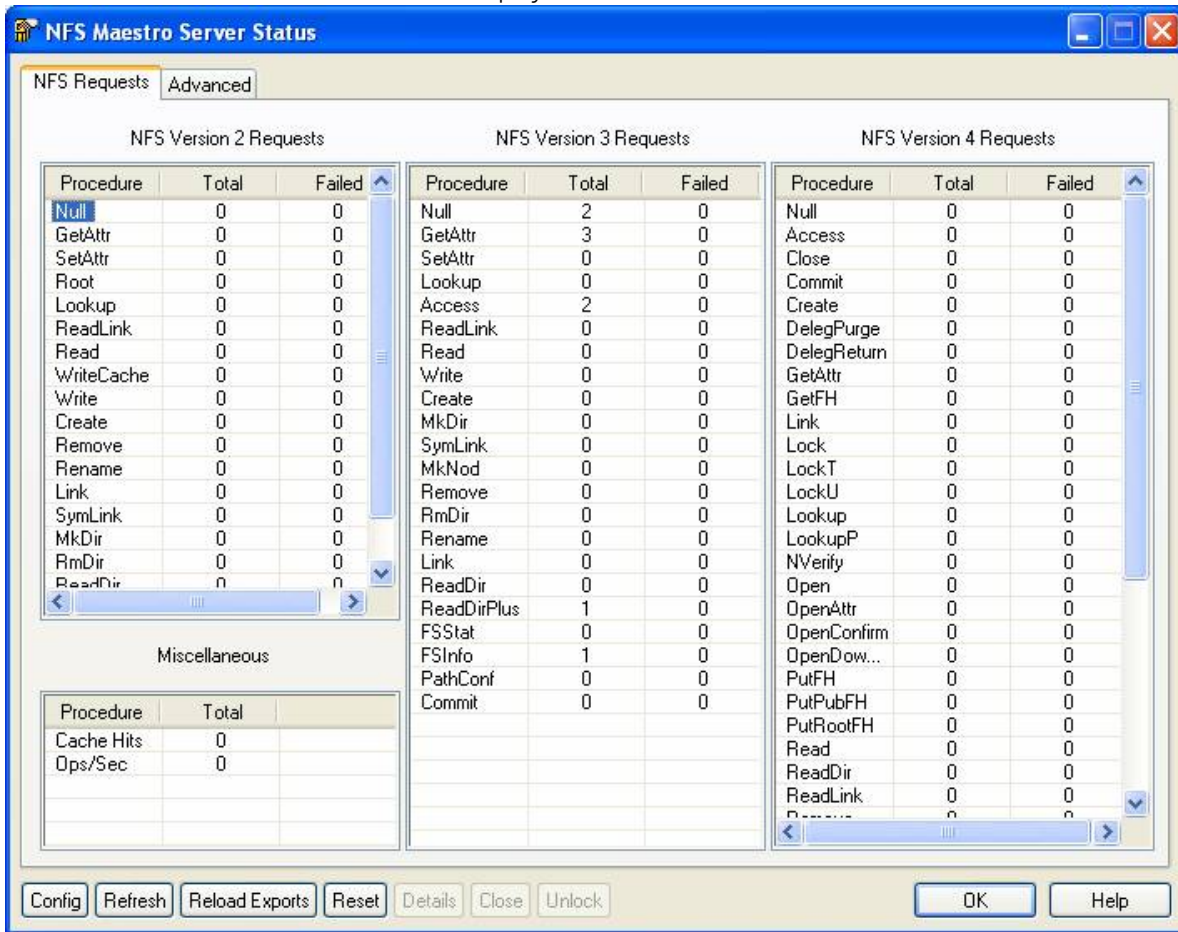 NFS Maestro Server Status
NFS Requests Advanced
NFS Version 2 Requests
Procedure Total Failed
Null 0 0
GetAttr 0 0
SetAttr 0 0
Root 0 0
Lookup 0 0
ReadLink 0 0
Read 0 0
WriteCache 0 0
Write 0 0
Create 0 0
Remove 0 0
Rename 0 0
Link 0 0
SymLink 0 0
MkDir 0 0
RmDir 0 0
ReadDir 0 0
Miscellaneous
Procedure Total
Cache Hits 0
Ops/Sec 0
NFS Version 3 Requests
Procedure Total Failed
Null 2 0
GetAttr 3 0
SetAttr 0 0
Lookup 0 0
Access 2 0
ReadLink 0 0
Read 0 0
Write 0 0
Create 0 0
MkDir 0 0
SymLink 0 0
MkNod 0 0
Remove 0 0
RmDir 0 0
Rename 0 0
Link 0 0
ReadDir 0 0
ReadDirPlus 1 0
FSStat 0 0
FSInfo 1 0
PathConf 0 0
Commit 0 0
NFS Version 4 Requests
Procedure Total Failed
Null 0 0
Access 0 0
Close 0 0
Commit 0 0
Create 0 0
DelegPurge 0 0
DelegReturn 0 0
GetAttr 0 0
GetFH 0 0
Link 0 0
Lock 0 0
LockT 0 0
LockU 0 0
Lookup 0 0
LookupP 0 0
NVerify 0 0
Open 0 0
OpenAttr 0 0
OpenConfirm 0 0
OpenDow... 0 0
PutFH 0 0
PutPubFH 0 0
PutRootFH 0 0
Read 0 0
ReadDir 0 0
ReadLink 0 0
Remove 0 0
Config Refresh Reload Exports Reset Details Close Unlock OK Help